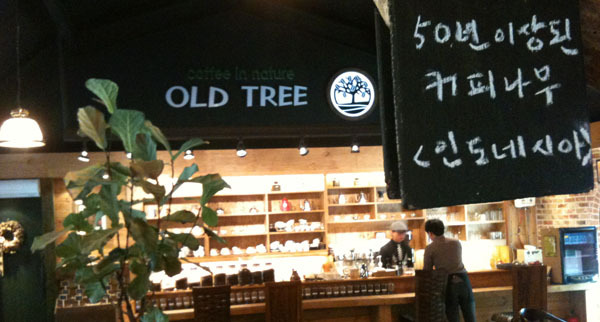 coffee in nature
OLD TREE
50년이상된
커피나무
<인도네시아>